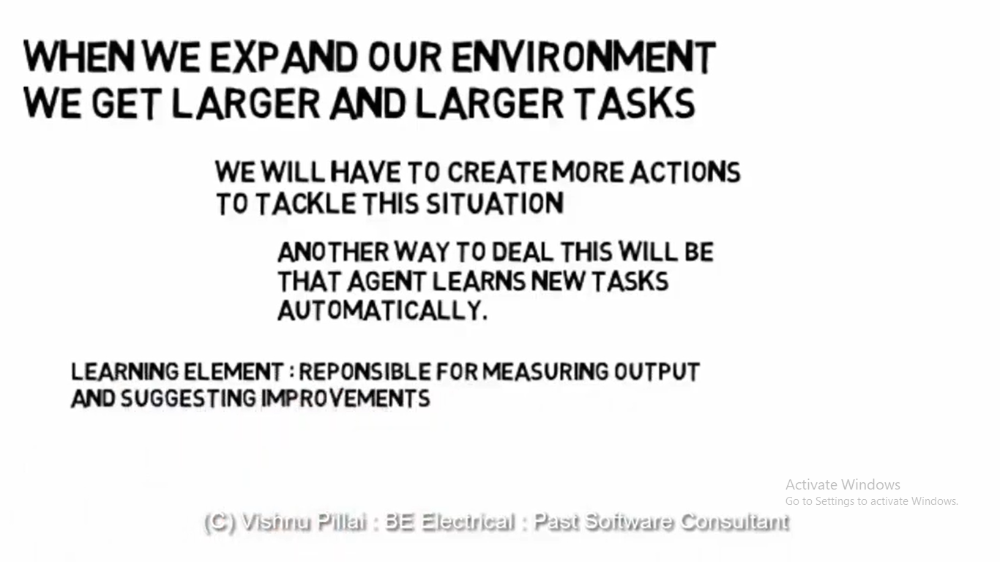 WHEN WE EXPAND OUR ENVIRONMENT
WE GET LARGER AND LARGER TASKS
WE WILL HAVE TO CREATE MORE ACTIONS
TO TACKLE THIS SITUATION
ANOTHER WAY TO DEAL THIS WILL BE
THAT AGENT LEARNS NEW TASKS
AUTOMATICALLY.
LEARNING ELEMENT : REPONSIBLE FOR MEASURING OUTPUT
AND SUGGESTING IMPROVEMENTS
Activate Windows
Go to Settings to activate Windows.
(C) Vishnu Pillai : BE Electrical : Past Software Consultant